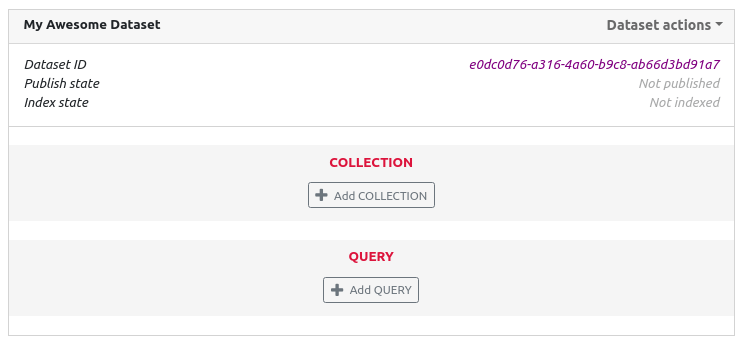 My Awesome Dataset Dataset actions
Dataset ID e0dc0d76-a316-4a60-b9c8-ab66d3bd91a7
Publish state Not published
Index state Not indexed
COLLECTION
Add COLLECTION
QUERY
Add QUERY